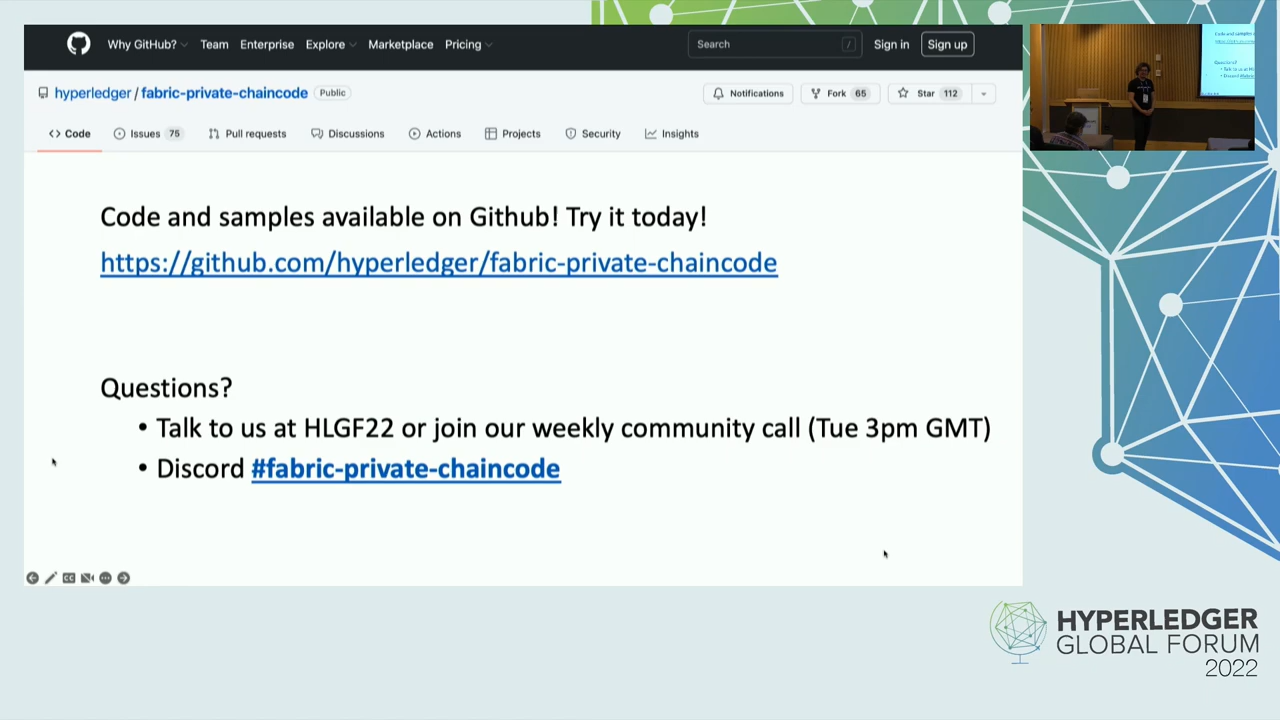 Why GitHub? Team Enterprise Explore Marketplace Pricing Search / Sign in Sign up
hyperledger / fabric-private-chaincode Public Notifications Fork 65 Star 112
<> Code Issues 75 Pull requests Discussions Actions Projects Security Insights
Code and samples available on Github! Try it today!
https://github.com/hyperledger/fabric-private-chaincode
Questions?
• Talk to us at HLGF22 or join our weekly community call (Tue 3pm GMT)
• Discord #fabric-private-chaincode
CC
HYPERLEDGER
GLOBAL FORUM
2022